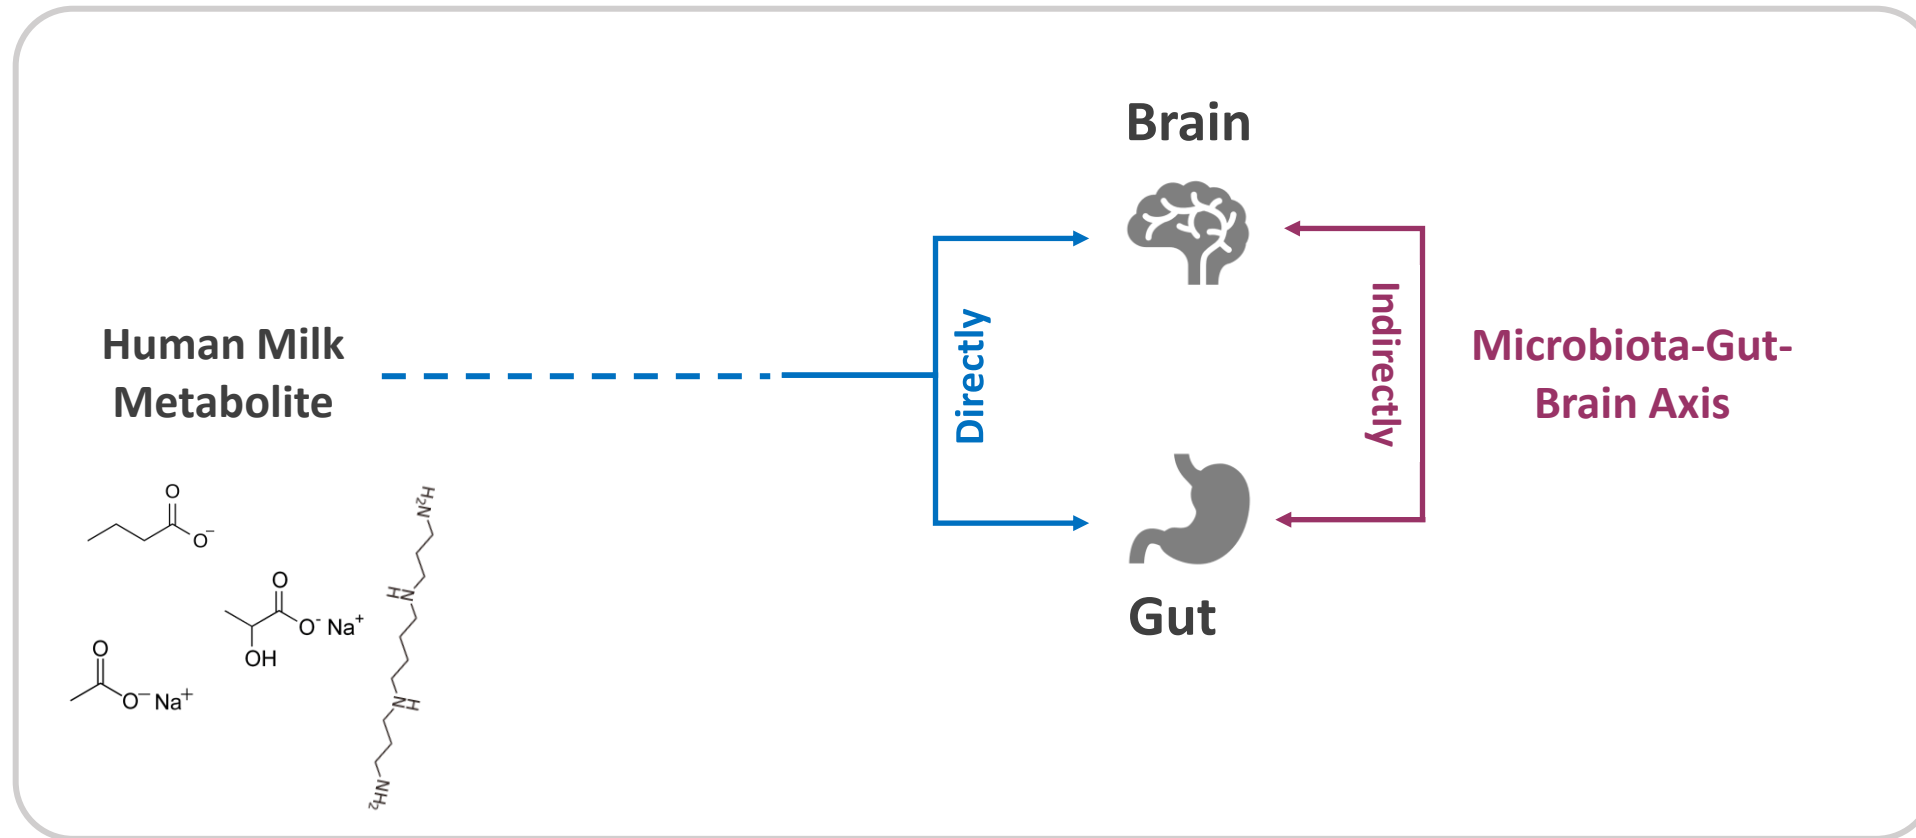 Brain
Directly
Indirectly
Human Milk
Metabolite
Microbiota-Gut-
Brain Axis
Gut
O
O⁻
O
O⁻ Na⁺
OH
O
O⁻ Na⁺
H₂N
H
N
N
H
NH₂